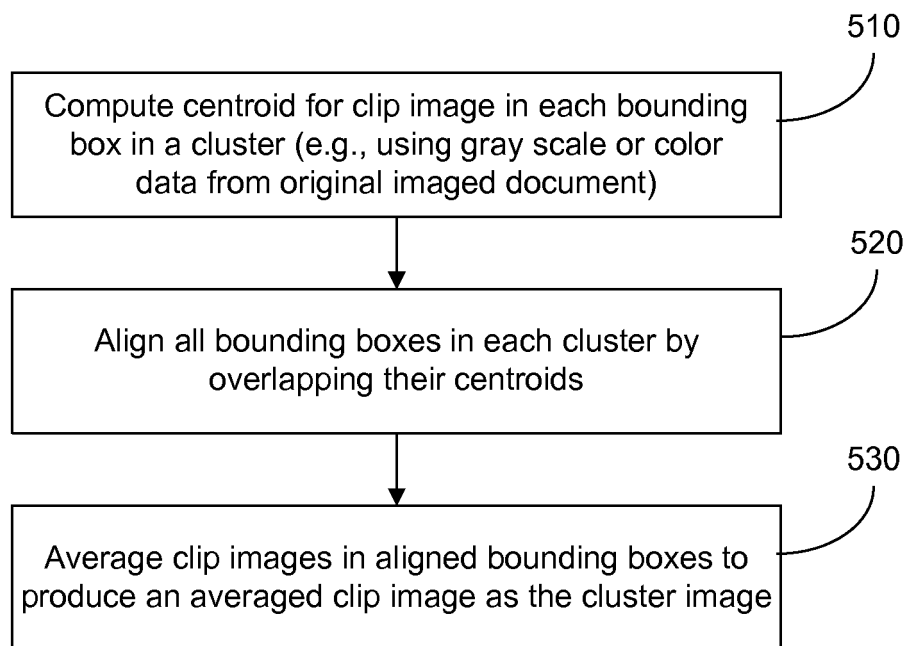 510
Compute centroid for clip image in each bounding
box in a cluster (e.g., using gray scale or color
data from original imaged document)
520
Align all bounding boxes in each cluster by
overlapping their centroids
530
Average clip images in aligned bounding boxes to
produce an averaged clip image as the cluster image